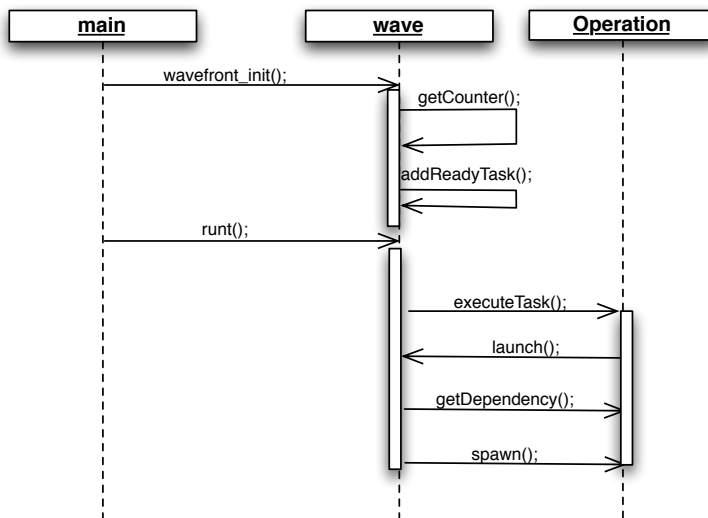 main
wave
Operation
wavefront_init();
getCounter();
addReadyTask();
runt();
executeTask();
launch();
getDependency();
spawn();